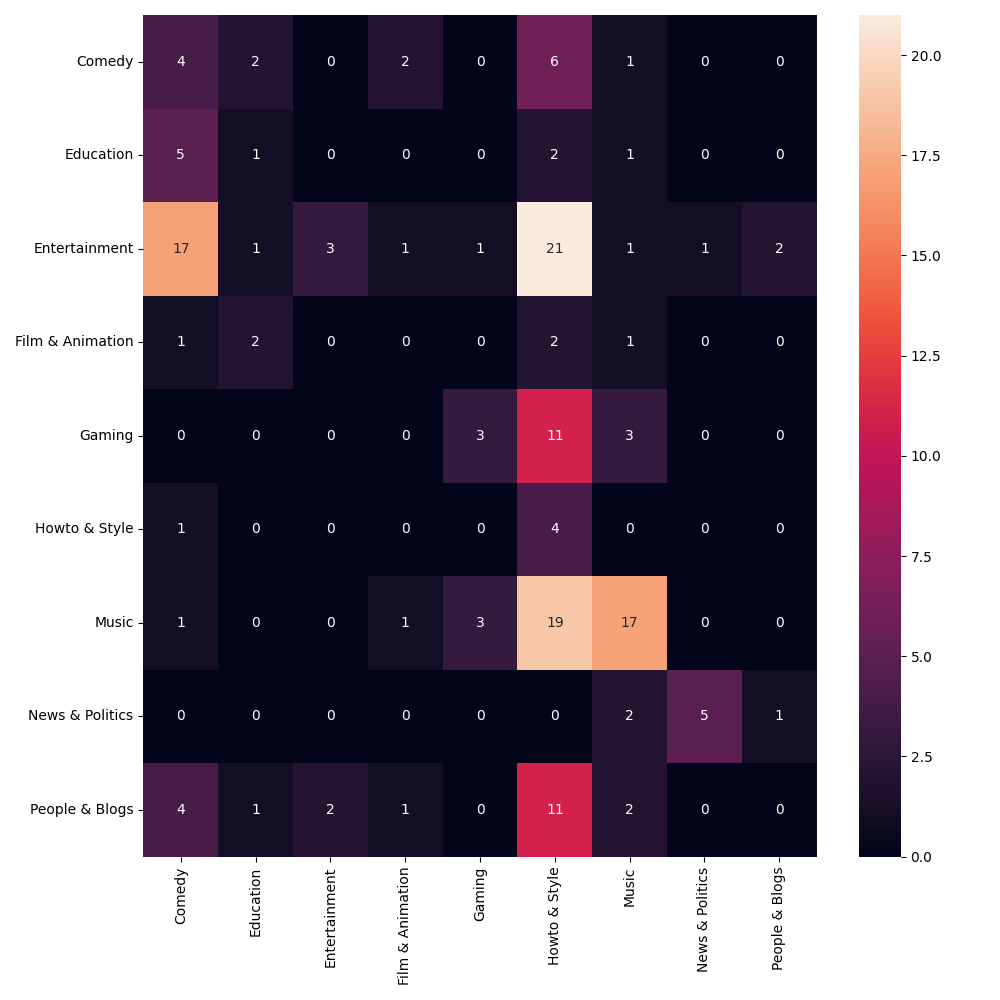 Comedy 4 2 0 2 0 6 1 0 0
Education 5 1 0 0 0 2 1 0 0
Entertainment 17 1 3 1 1 21 1 1 2
Film & Animation 1 2 0 0 0 2 1 0 0
Gaming 0 0 0 0 3 11 3 0 0
Howto & Style 1 0 0 0 0 4 0 0 0
Music 1 0 0 1 3 19 17 0 0
News & Politics 0 0 0 0 0 0 2 5 1
People & Blogs 4 1 2 1 0 11 2 0 0
Comedy
Education
Entertainment
Film & Animation
Gaming
Howto & Style
Music
News & Politics
People & Blogs
20.0
17.5
15.0
12.5
10.0
7.5
5.0
2.5
0.0